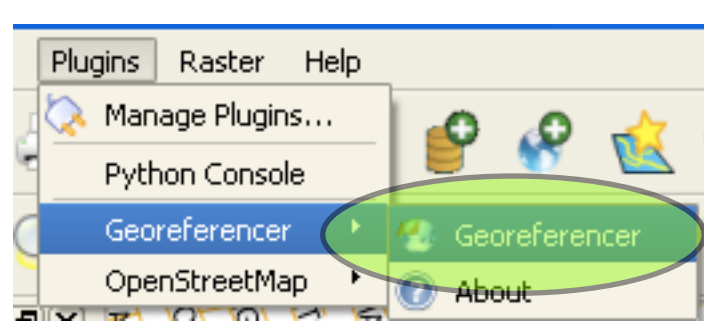 Plugins Raster Help
Manage Plugins...
Python Console
Georeferencer Georeferencer
OpenStreetMap About